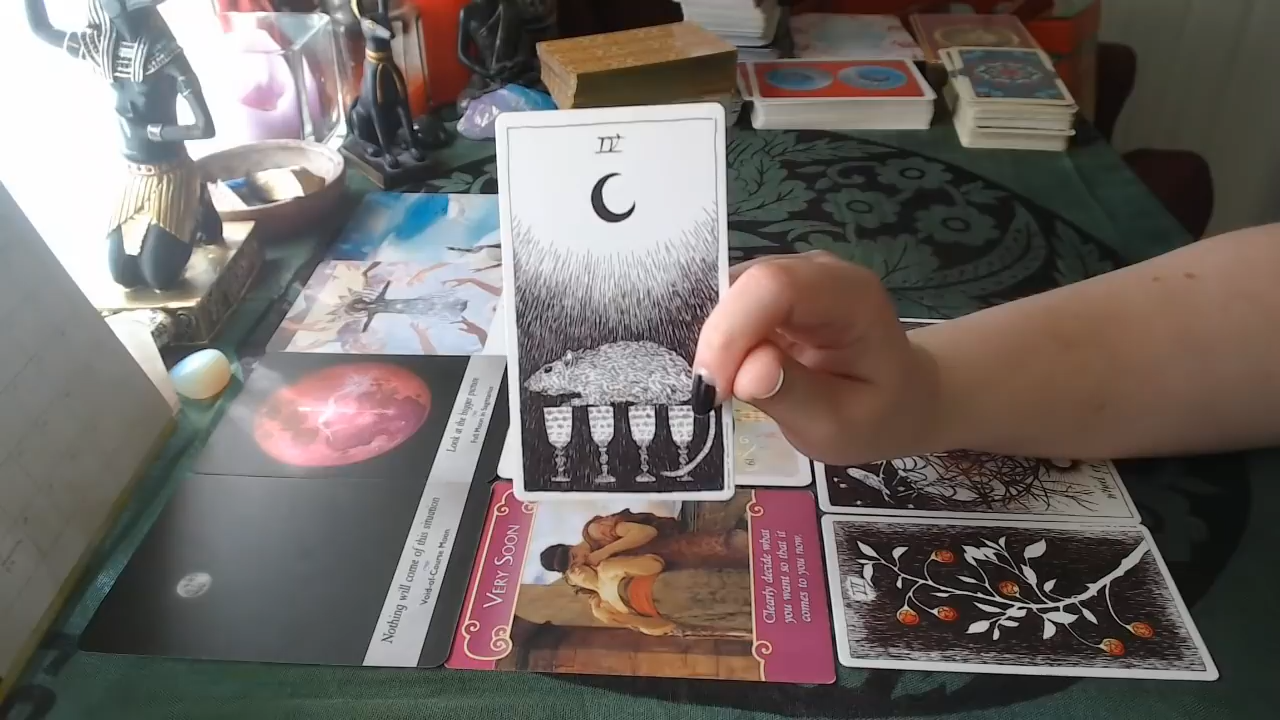 IV
Look at the bigger picture
Full Moon in Sagittarius
Nothing will come of this situation
Void-of-Course Moon
VERY SOON
Clearly decide what
you want so that it
comes to you now.